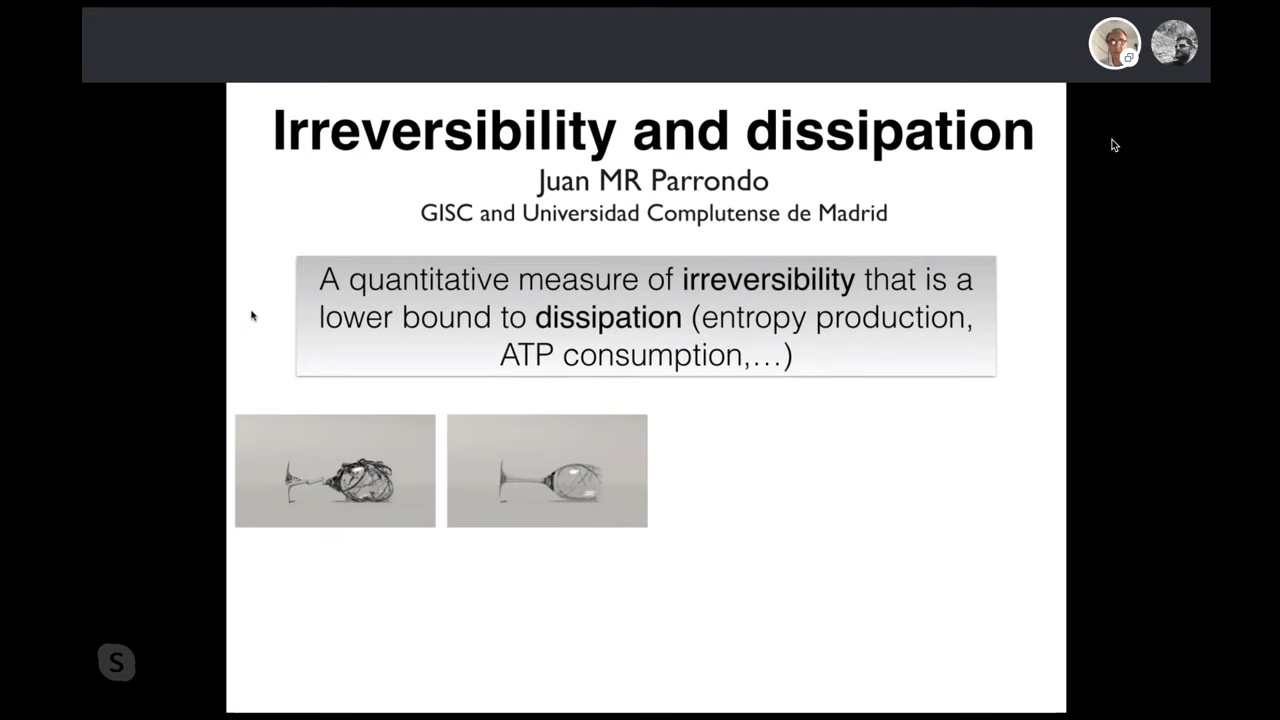 Irreversibility and dissipation
Juan MR Parrondo
GISC and Universidad Complutense de Madrid
A quantitative measure of irreversibility that is a
lower bound to dissipation (entropy production,
ATP consumption,…)
S